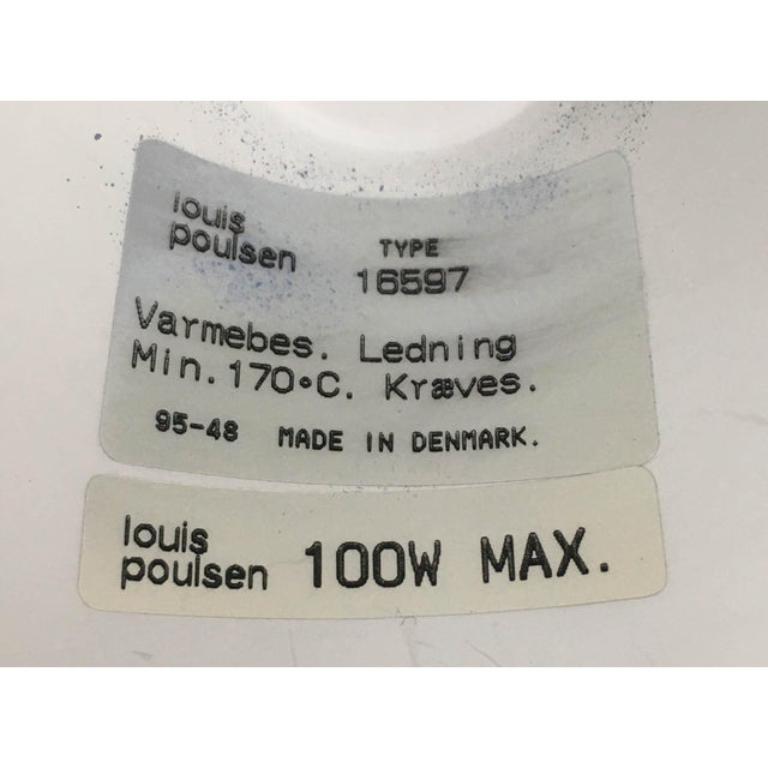 louis
poulsen
TYPE
16597
Varmebes. Ledning
Min. 170°C. Kræves.
95-48 MADE IN DENMARK.
louis
poulsen
100W MAX.